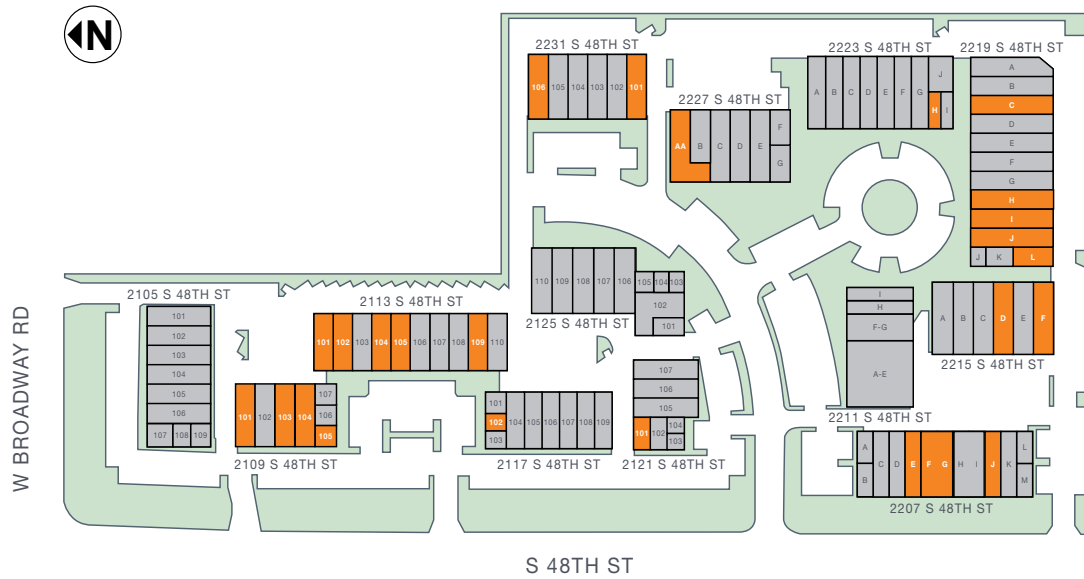 N
2231 S 48TH ST
106 105 104 103 102 101
2223 S 48TH ST
A B C D E F G H I J
2219 S 48TH ST
A
B
C
D
E
F
G
H
I
J
J K L
2227 S 48TH ST
AA B C D E F G
110 109 108 107 106 105 104 103
102
101
2125 S 48TH ST
2105 S 48TH ST
101
102
103
104
105
106
107 108 109
2113 S 48TH ST
101 102 103 104 105 106 107 108 109 110
I
H
F-G
A-E
2211 S 48TH ST
A B C D E F
2215 S 48TH ST
101 102 103 104 107
106
105
2109 S 48TH ST
101
102
103
104 105 106 107 108 109
2117 S 48TH ST
107
106
105
101 102 104
103
2121 S 48TH ST
A B C D E F G H I J K L M
2207 S 48TH ST
W BROADWAY RD
S 48TH ST